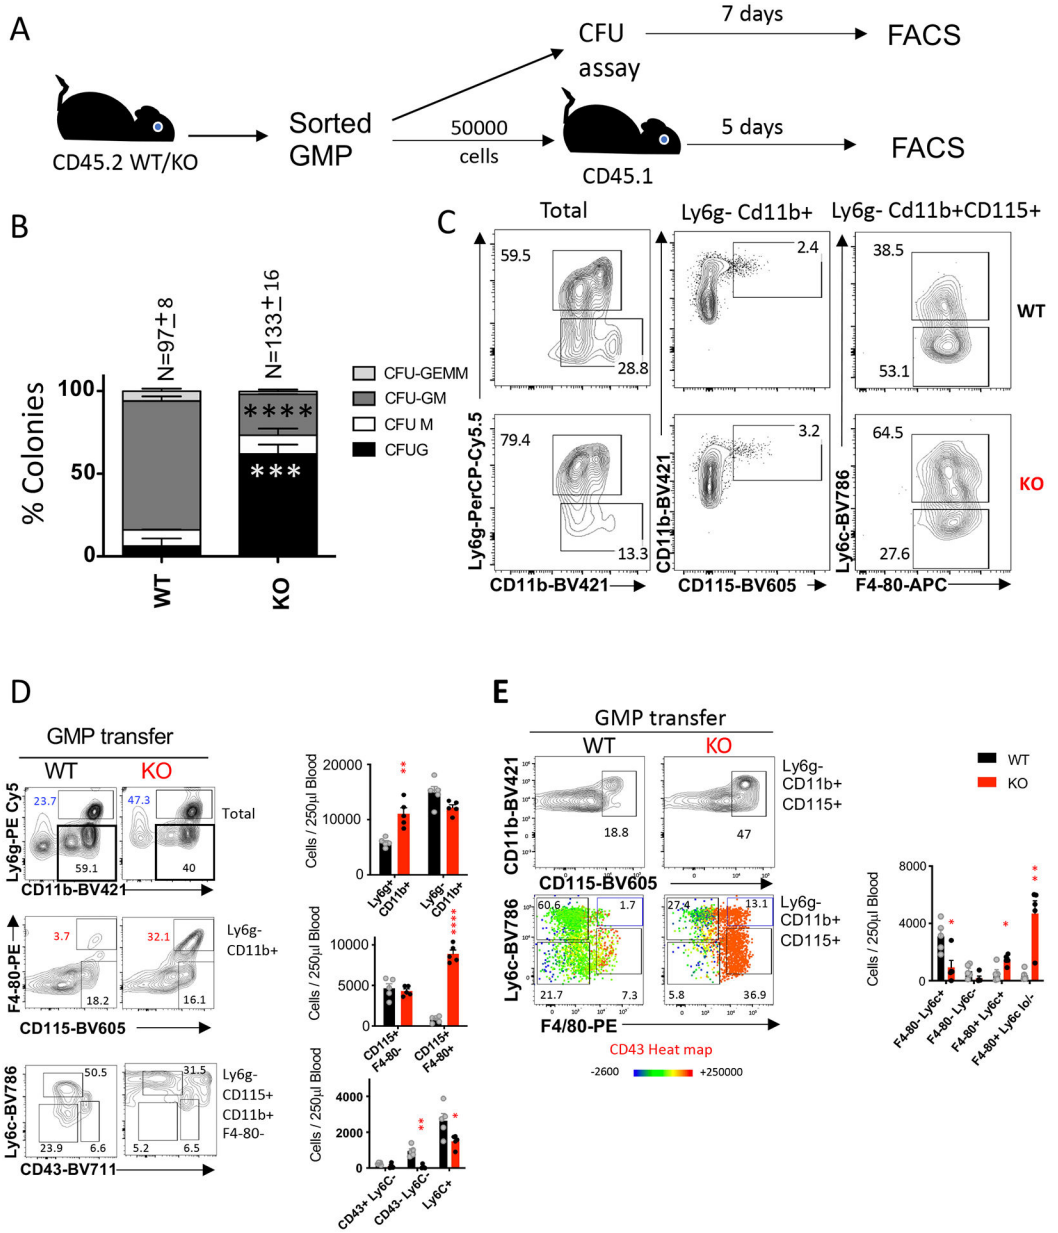 A
CD45.2 WT/KO
Sorted
GMP
CFU
assay
7 days
FACS
50000
cells
CD45.1
5 days
FACS
B
N=97±8
N=133±16
% Colonies
100
50
0
****
***
WT
KO
CFU-GEMM
CFU-GM
CFU M
CFUG
C
Total
Ly6g- Cd11b+
Ly6g- Cd11b+CD115+
59.5
28.8
2.4
38.5
53.1
WT
79.4
13.3
3.2
64.5
27.6
KO
Ly6g-PerCP-Cy5.5
CD11b-BV421
CD11b-BV421
CD115-BV605
Ly6c-BV786
F4-80-APC
D
GMP transfer
WT
KO
23.7
59.1
47.3
40
Total
Ly6g-PE Cy5
CD11b-BV421
3.7
18.2
32.1
16.1
Ly6g-
CD11b+
F4-80-PE
CD115-BV605
50.5
23.9
6.6
31.5
5.2
6.5
Ly6g-
CD115+
CD11b+
F4-80-
Ly6c-BV786
CD43-BV711
Cells / 250µl Blood
20000
10000
0
**
Ly6g+
CD11b+
Ly6g-
CD11b+
Cells / 250µl Blood
10000
5000
0
****
CD115+
F4-80-
CD115+
F4-80+
Cells / 250µl Blood
4000
2000
0
**
*
CD43+ Ly6C-
CD43- Ly6C-
Ly6C+
E
GMP transfer
WT
KO
CD11b-BV421
18.8
47
Ly6g-
CD11b+
CD115+
CD115-BV605
Ly6c-BV786
60.6
1.7
21.7
7.3
27.4
13.1
5.8
36.9
Ly6g-
CD11b+
CD115+
F4/80-PE
CD43 Heat map
-2600
+250000
WT
KO
Cells / 250µl Blood
8000
4000
0
*
*
**
F4-80- Ly6c+
F4-80- Ly6c-
F4-80+ Ly6c+
F4-80+ Ly6c lo/-